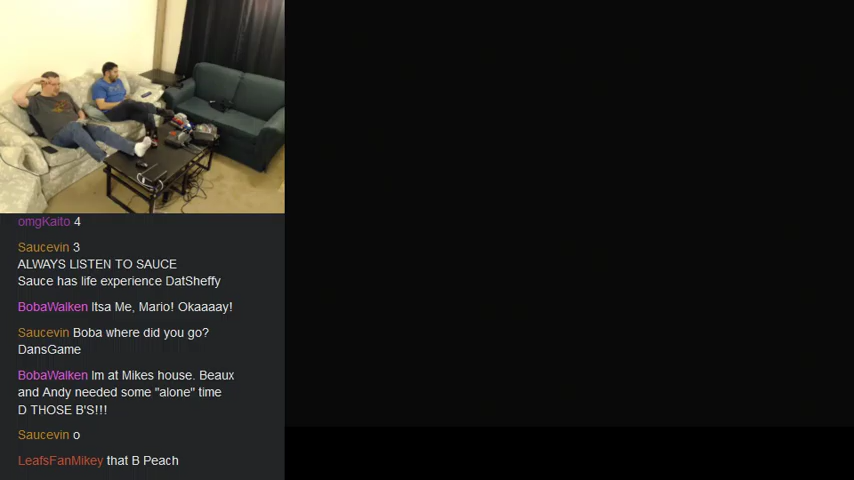 omgKaito 4
Saucevin 3
ALWAYS LISTEN TO SAUCE
Sauce has life experience DatSheffy
BobaWalken Itsa Me, Mario! Okaaaay!
Saucevin Boba where did you go?
DansGame
BobaWalken Im at Mikes house. Beaux
and Andy needed some "alone" time
D THOSE B'S!!!
Saucevin o
LeafsFanMikey that B Peach